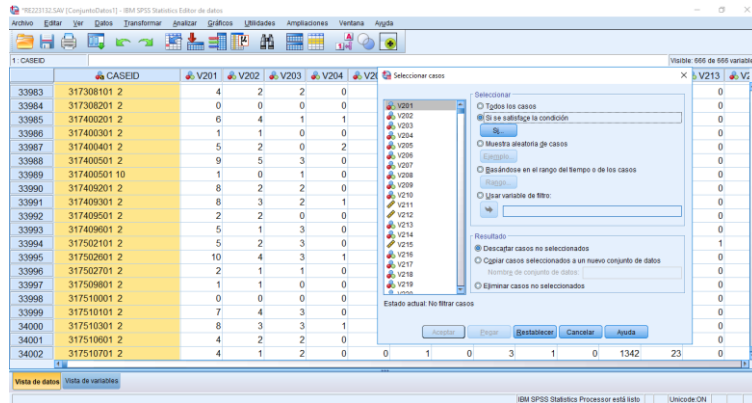 *RE223132.SAV [ConjuntoDatos1] - IBM SPSS Statistics Editor de datos
Archivo Editar Ver Datos Transformar Analizar Gráficos Utilidades Ampliaciones Ventana Ayuda
1: CASEID
Visible: 666 de 666 variables
CASEID V201 V202 V203 V204 V20 V213 V2
33983 317308101 2 4 2 2 0 0
33984 317308201 2 0 0 0 0 0
33985 317400201 2 6 4 1 1 0
33986 317400301 2 1 1 0 0 0
33987 317400401 2 5 2 0 2 0
33988 317400501 2 9 5 3 0 0
33989 317400501 10 1 0 1 0 0
33990 317409201 2 8 2 2 0 0
33991 317409301 2 8 3 2 1 0
33992 317409501 2 2 2 0 0 0
33993 317409601 2 5 1 3 0 0
33994 317502101 2 5 2 3 0 1
33995 317502601 2 10 4 3 1 0
33996 317502701 2 2 1 1 0 0
33997 317509801 2 1 1 0 0 0
33998 317510001 2 0 0 0 0 0
33999 317510101 2 7 4 3 0 0
34000 317510301 2 8 3 3 1 0
34001 317510601 2 4 2 2 0 0
34002 317510701 2 4 1 2 0 0 1 0 3 1 0 1342 23 0
Seleccionar casos
V201
V202
V203
V204
V205
V206
V207
V208
V209
V210
V211
V212
V213
V214
V215
V216
V217
V218
V219
Seleccionar
Todos los casos
Si se satisface la condición
Si...
Muestra aleatoria de casos
Ejemplo...
Basándose en el rango del tiempo o de los casos
Rango...
Usar variable de filtro:
Resultado
Descartar casos no seleccionados
Copiar casos seleccionados a un nuevo conjunto de datos
Nombre de conjunto de datos:
Eliminar casos no seleccionados
Estado actual: No filtrar casos
Aceptar Pegar Restablecer Cancelar Ayuda
Vista de datos Vista de variables
IBM SPSS Statistics Processor está listo Unicode:ON